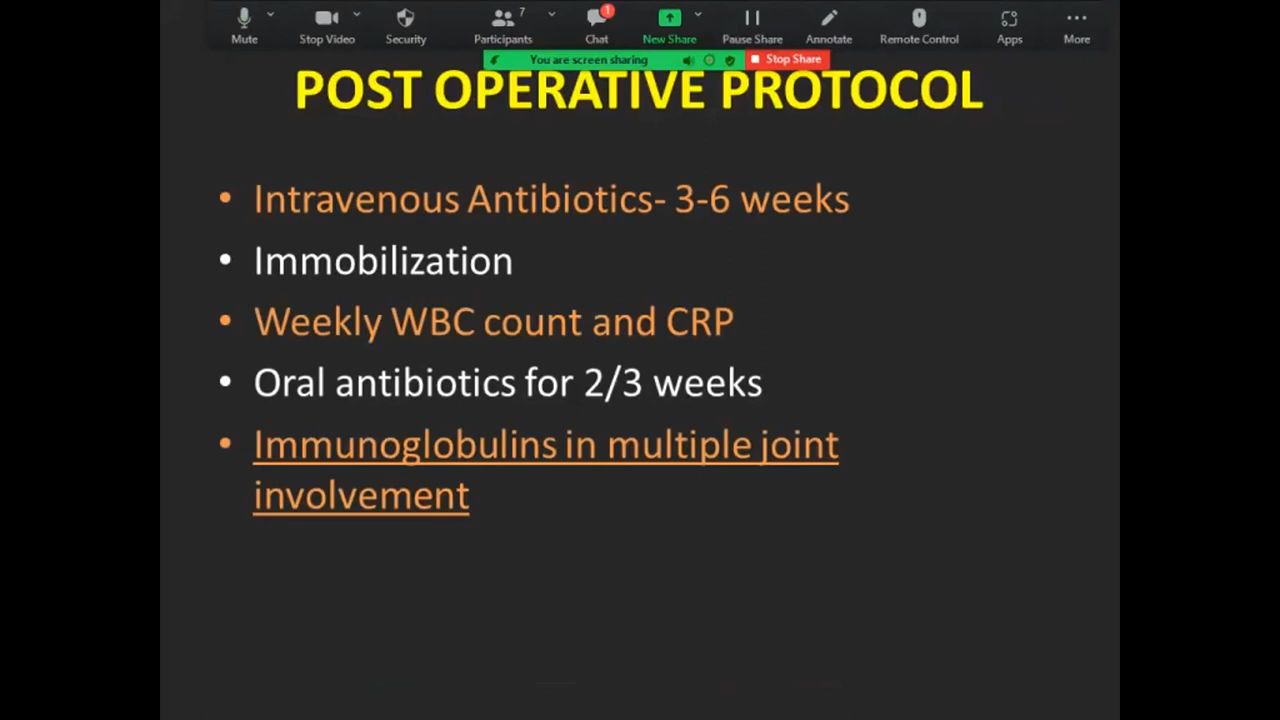 Mute
Stop Video
Security
Participants
7
Chat
1
New Share
Pause Share
Annotate
Remote Control
Apps
More
You are screen sharing
Stop Share
POST OPERATIVE PROTOCOL
• Intravenous Antibiotics- 3-6 weeks
• Immobilization
• Weekly WBC count and CRP
• Oral antibiotics for 2/3 weeks
• Immunoglobulins in multiple joint
involvement